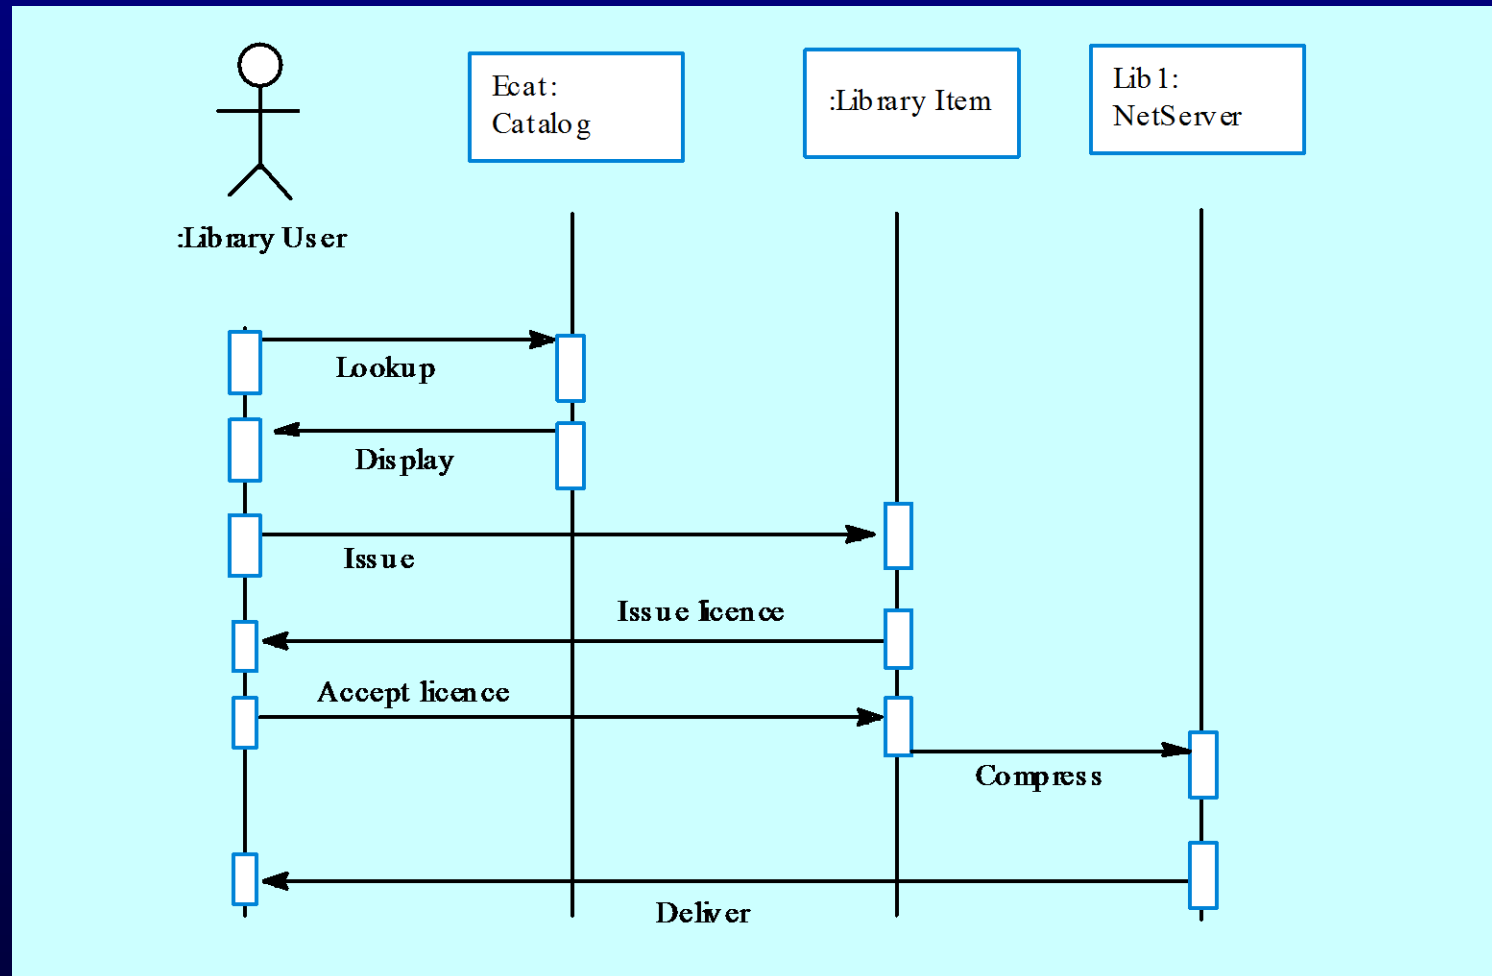 Ecat:
Catalog
:Library Item
Lib1:
NetServer
:Library User
Lookup
Display
Issue
Issue licence
Accept licence
Compress
Deliver